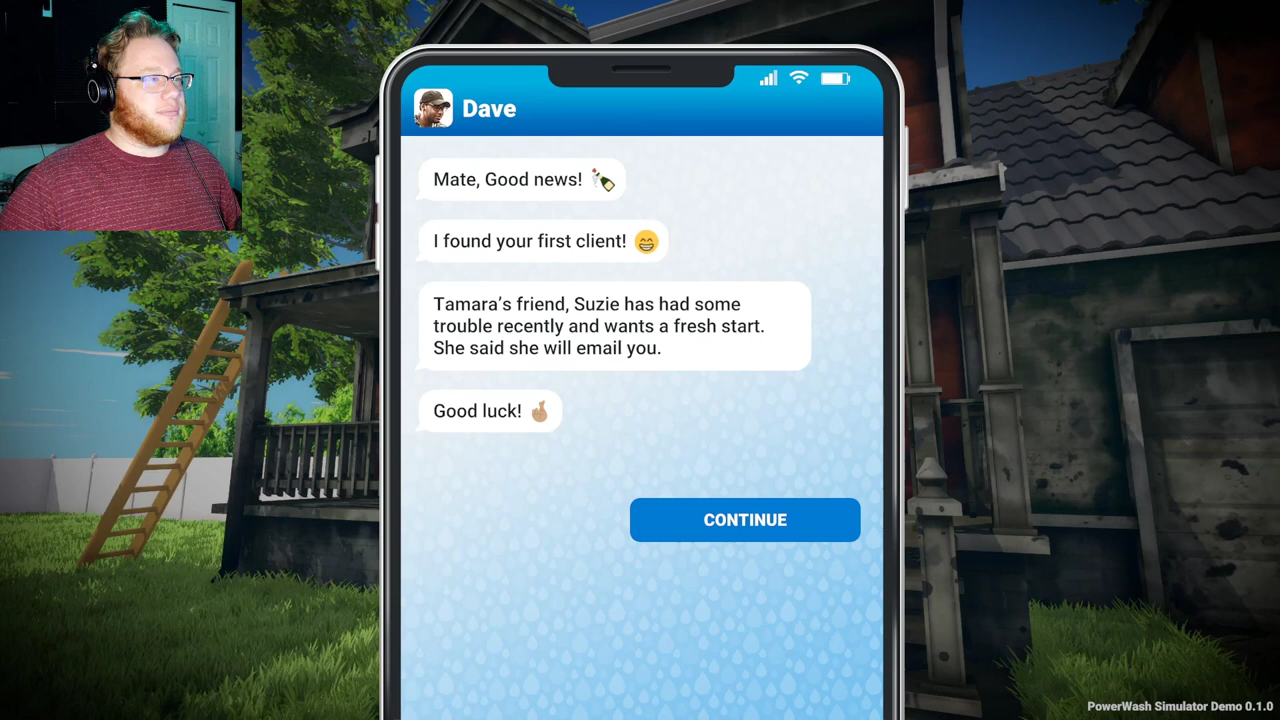 Dave
Mate, Good news! 🍾
I found your first client! 😁
Tamara’s friend, Suzie has had some
trouble recently and wants a fresh start.
She said she will email you.
Good luck! 🤞🏼
CONTINUE
PowerWash Simulator Demo 0.1.0